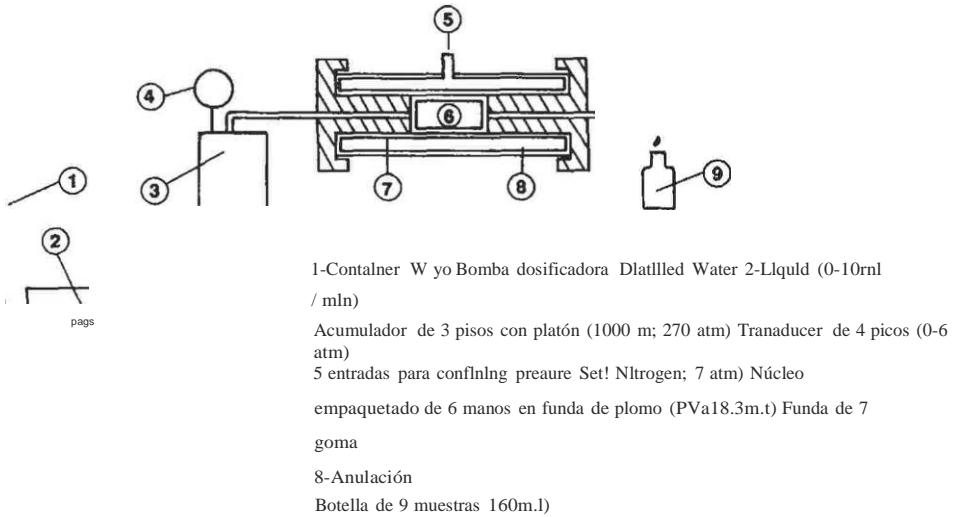 5
4
6
1
3
7
8
9
2
pags
1-Contalner W yo Bomba dosificadora Dlatllled Water 2-Llquld (0-10rnl
/ mln)
Acumulador de 3 pisos con platón (1000 m; 270 atm) Tranaducer de 4 picos (0-6
atm)
5 entradas para conflnlng preaure Set! Nltrogen; 7 atm) Núcleo
empaquetado de 6 manos en funda de plomo (PVa18.3m.t) Funda de 7
goma
8-Anulación
Botella de 9 muestras 160m.l)